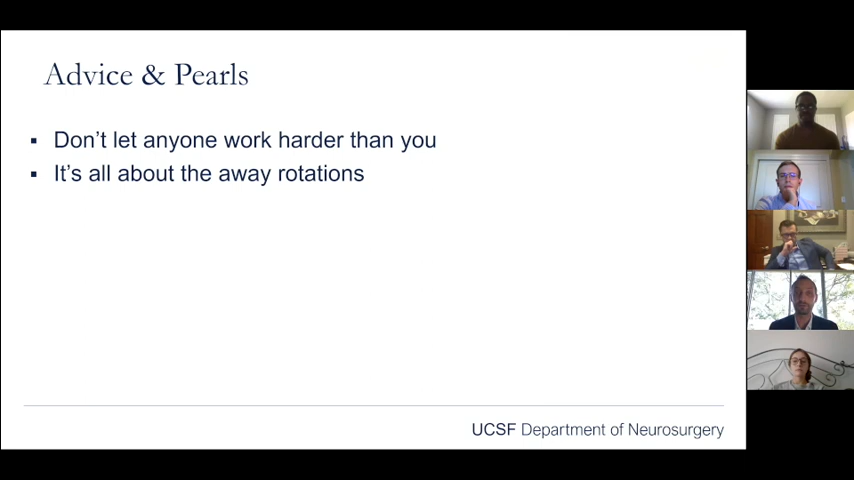 Advice & Pearls
▪ Don't let anyone work harder than you
▪ It's all about the away rotations
UCSF Department of Neurosurgery